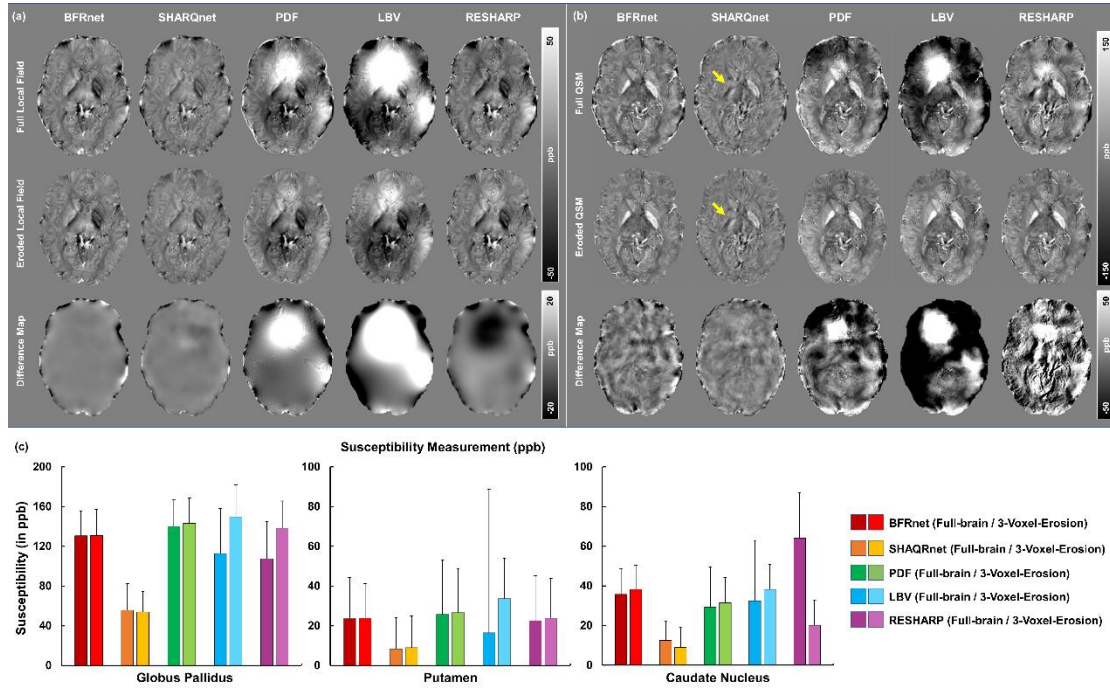 (a) BFRnet SHARQnet PDF LBV RESHARP
Full Local Field
50
ppb
-50
Eroded Local Field
Difference Map
20
ppb
-20
(b) BFRnet SHARQnet PDF LBV RESHARP
Full QSM
150
ppb
-150
Eroded QSM
Difference Map
50
ppb
-50
(c) Susceptibility Measurement (ppb)
Susceptibility (in ppb)
200
160
120
80
40
0
Globus Pallidus
100
80
60
40
20
0
Putamen
100
80
60
40
20
0
Caudate Nucleus
BFRnet (Full-brain / 3-Voxel-Erosion)
SHAQRnet (Full-brain / 3-Voxel-Erosion)
PDF (Full-brain / 3-Voxel-Erosion)
LBV (Full-brain / 3-Voxel-Erosion)
RESHARP (Full-brain / 3-Voxel-Erosion)